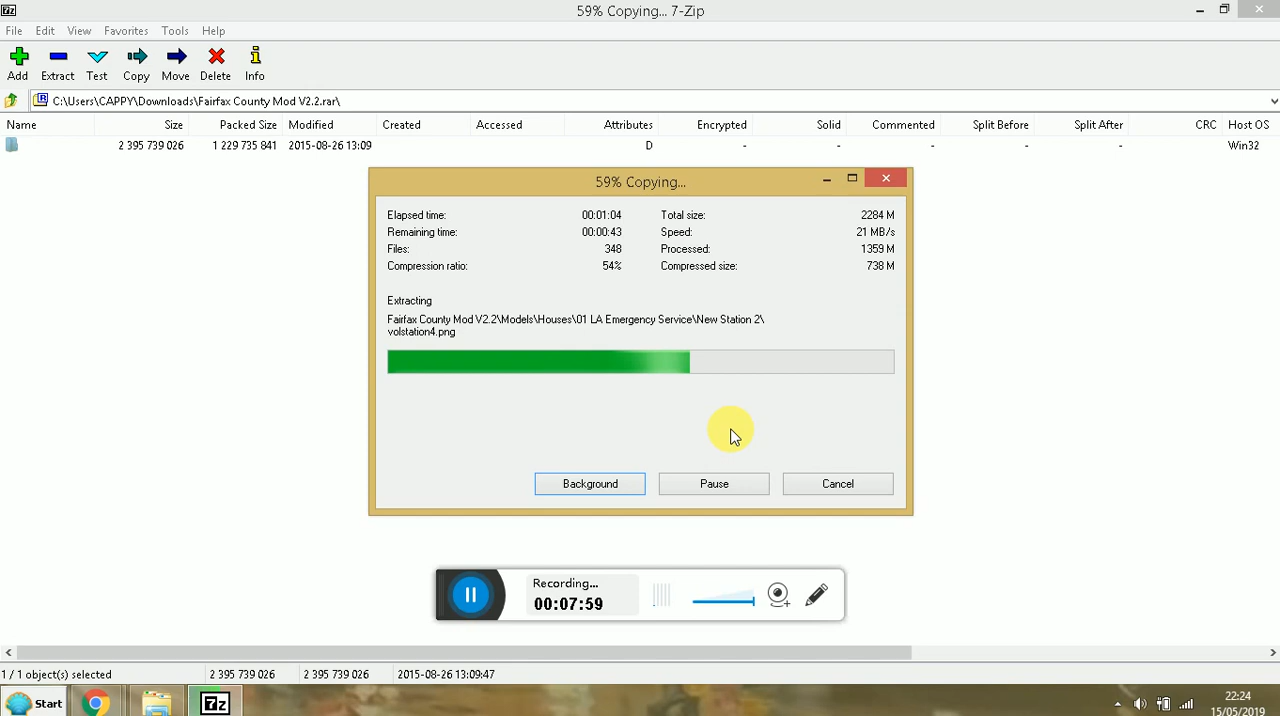 7z 59% Copying... 7-Zip
File Edit View Favorites Tools Help
Add Extract Test Copy Move Delete Info
C:\Users\CAPPY\Downloads\Fairfax County Mod V2.2.rar\
Name Size Packed Size Modified Created Accessed Attributes Encrypted Solid Commented Split Before Split After CRC Host OS
2 395 739 026 1 229 735 841 2015-08-26 13:09 D - - - - - Win32
59% Copying...
Elapsed time: 00:01:04 Total size: 2284 M
Remaining time: 00:00:43 Speed: 21 MB/s
Files: 348 Processed: 1359 M
Compression ratio: 54% Compressed size: 738 M
Extracting
Fairfax County Mod V2.2\Models\Houses\01 LA Emergency Service\New Station 2\
volstation4.png
Background Pause Cancel
Recording...
00:07:59
1 / 1 object(s) selected 2 395 739 026 2 395 739 026 2015-08-26 13:09:47
Start 7z 22:24
15/05/2019